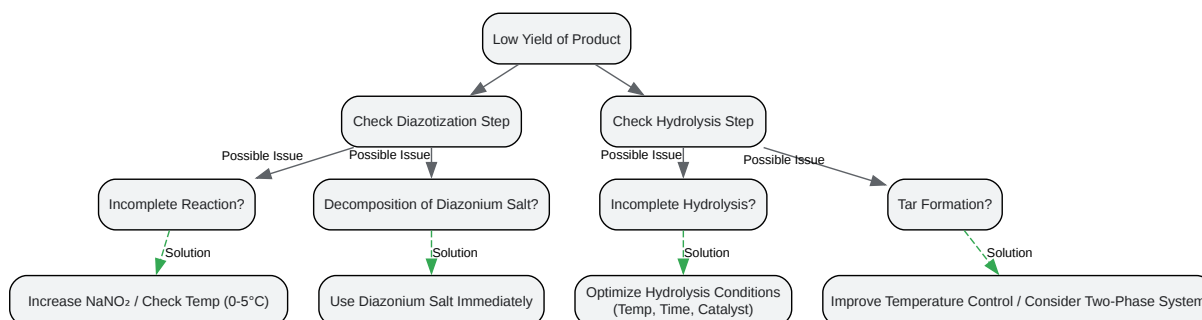 Low Yield of Product
Check Diazotization Step
Check Hydrolysis Step
Possible Issue
Possible Issue
Possible Issue
Possible Issue
Incomplete Reaction?
Decomposition of Diazonium Salt?
Incomplete Hydrolysis?
Tar Formation?
Solution
Solution
Solution
Solution
Increase NaNO₂ / Check Temp (0-5°C)
Use Diazonium Salt Immediately
Optimize Hydrolysis Conditions
(Temp, Time, Catalyst)
Improve Temperature Control / Consider Two-Phase System